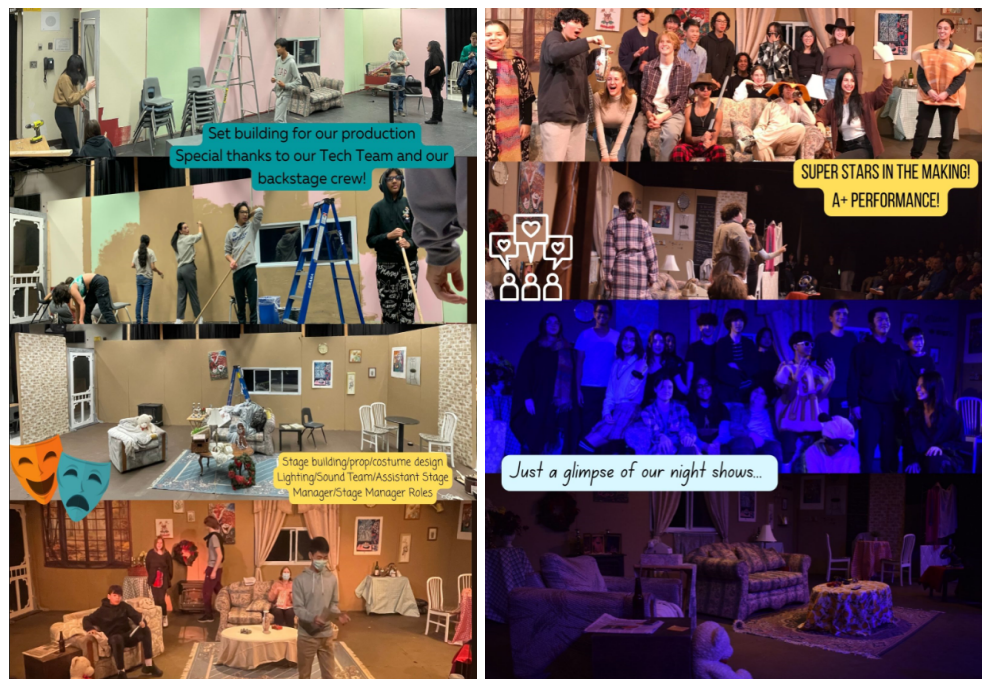 Set building for our production
Special thanks to our Tech Team and our
backstage crew!
Stage building/prop/costume design
Lighting/Sound Team/Assistant Stage
Manager/Stage Manager Roles
SUPER STARS IN THE MAKING!
A+ PERFORMANCE!
Just a glimpse of our night shows...